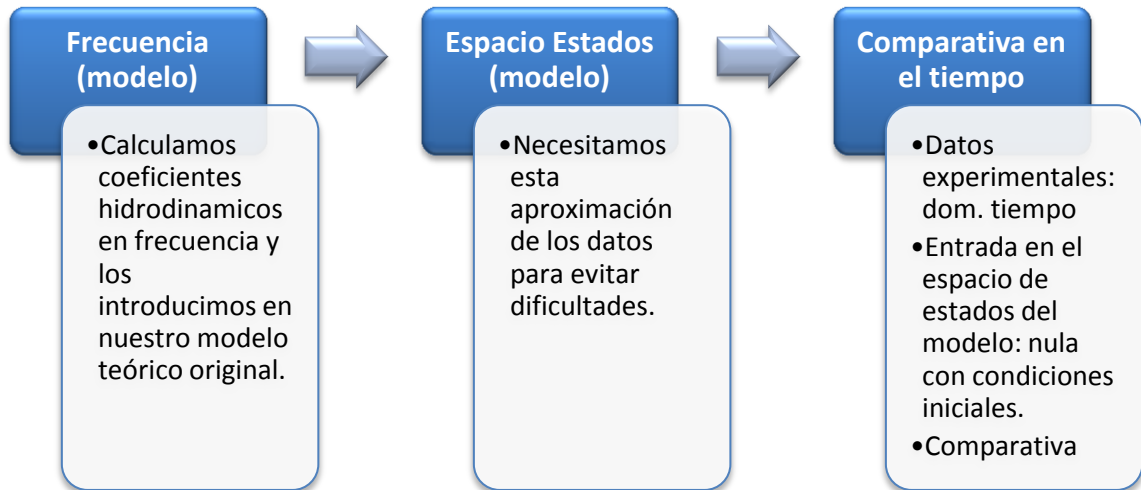 Frecuencia
(modelo)
•Calculamos
coeficientes
hidrodinamicos
en frecuencia y
los
introducimos en
nuestro modelo
teórico original.
Espacio Estados
(modelo)
•Necesitamos
esta
aproximación
de los datos
para evitar
dificultades.
Comparativa en
el tiempo
•Datos
experimentales:
dom. tiempo
•Entrada en el
espacio de
estados del
modelo: nula
con condiciones
iniciales.
•Comparativa